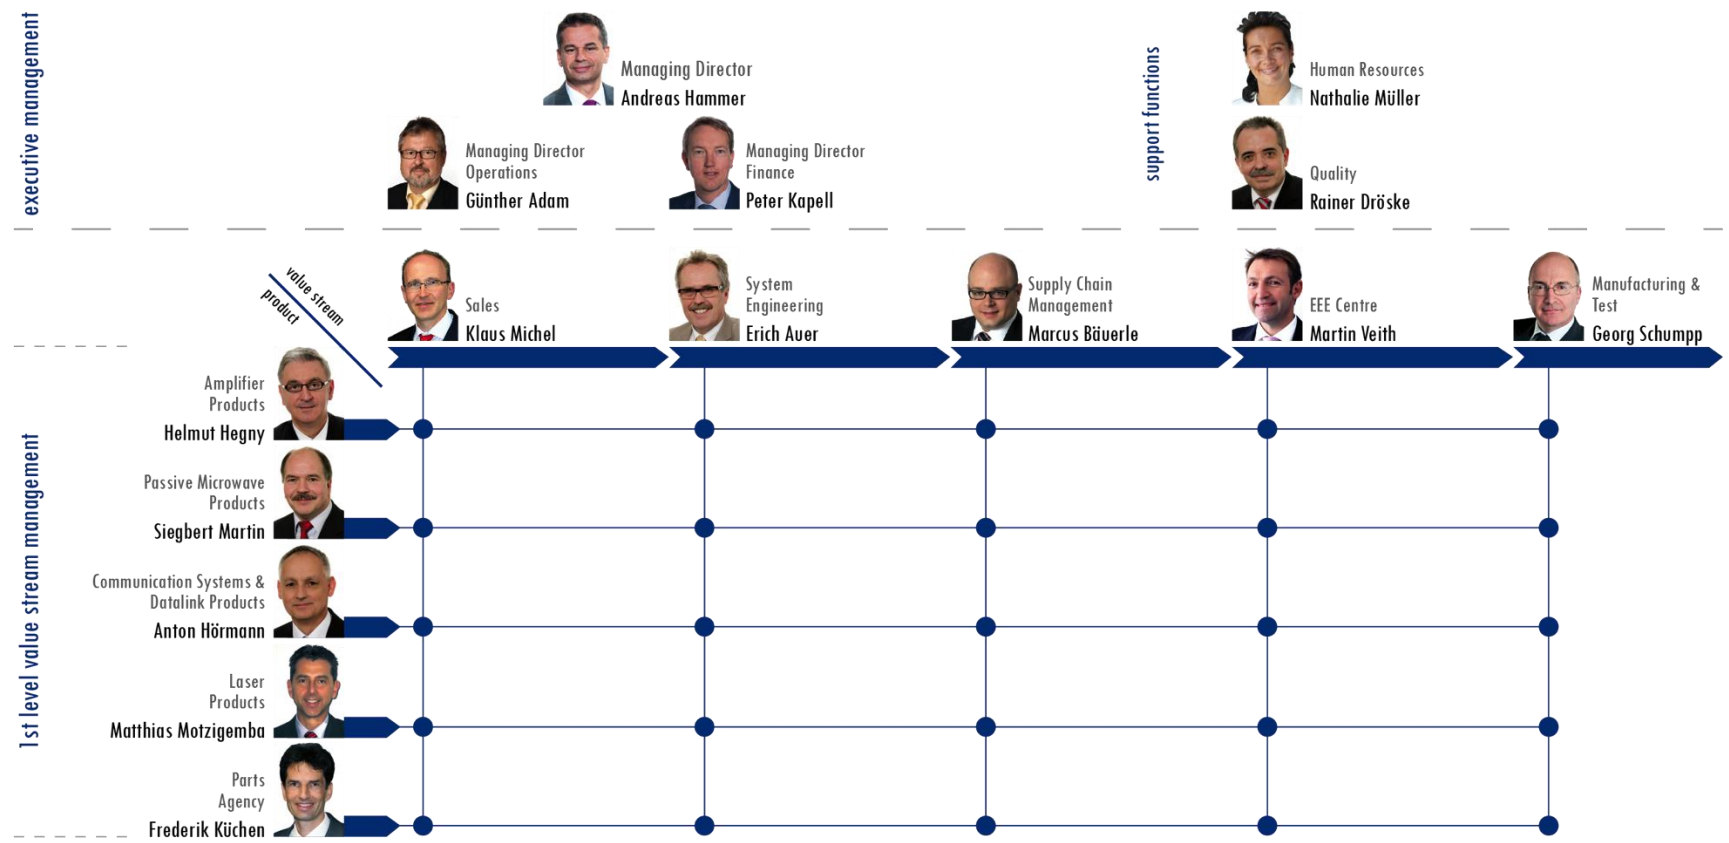 executive management
Managing Director
Andreas Hammer
Managing Director
Operations
Günther Adam
Managing Director
Finance
Peter Kapell
support functions
Human Resources
Nathalie Müller
Quality
Rainer Dröske
value stream
product
Sales
Klaus Michel
System
Engineering
Erich Auer
Supply Chain
Management
Marcus Bäuerle
EEE Centre
Martin Veith
Manufacturing &
Test
Georg Schumpp
1st level value stream management
Amplifier
Products
Helmut Hegny
Passive Microwave
Products
Siegbert Martin
Communication Systems &
Datalink Products
Anton Hörmann
Laser
Products
Matthias Motzigemba
Parts
Agency
Frederik Küchen